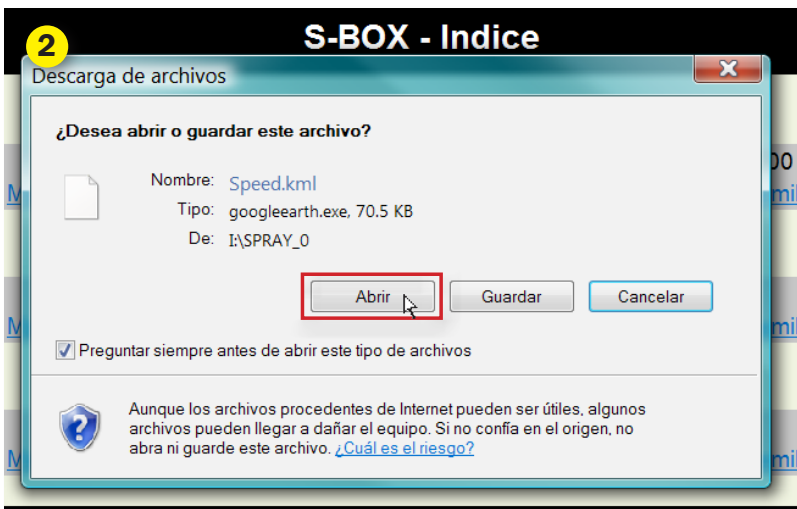 2
S-BOX - Indice
Descarga de archivos
¿Desea abrir o guardar este archivo?
Nombre: Speed.kml
Tipo: googleearth.exe, 70.5 KB
De: I:\SPRAY_0
Abrir Guardar Cancelar
Preguntar siempre antes de abrir este tipo de archivos
Aunque los archivos procedentes de Internet pueden ser útiles, algunos
archivos pueden llegar a dañar el equipo. Si no confía en el origen, no
abra ni guarde este archivo. ¿Cuál es el riesgo?